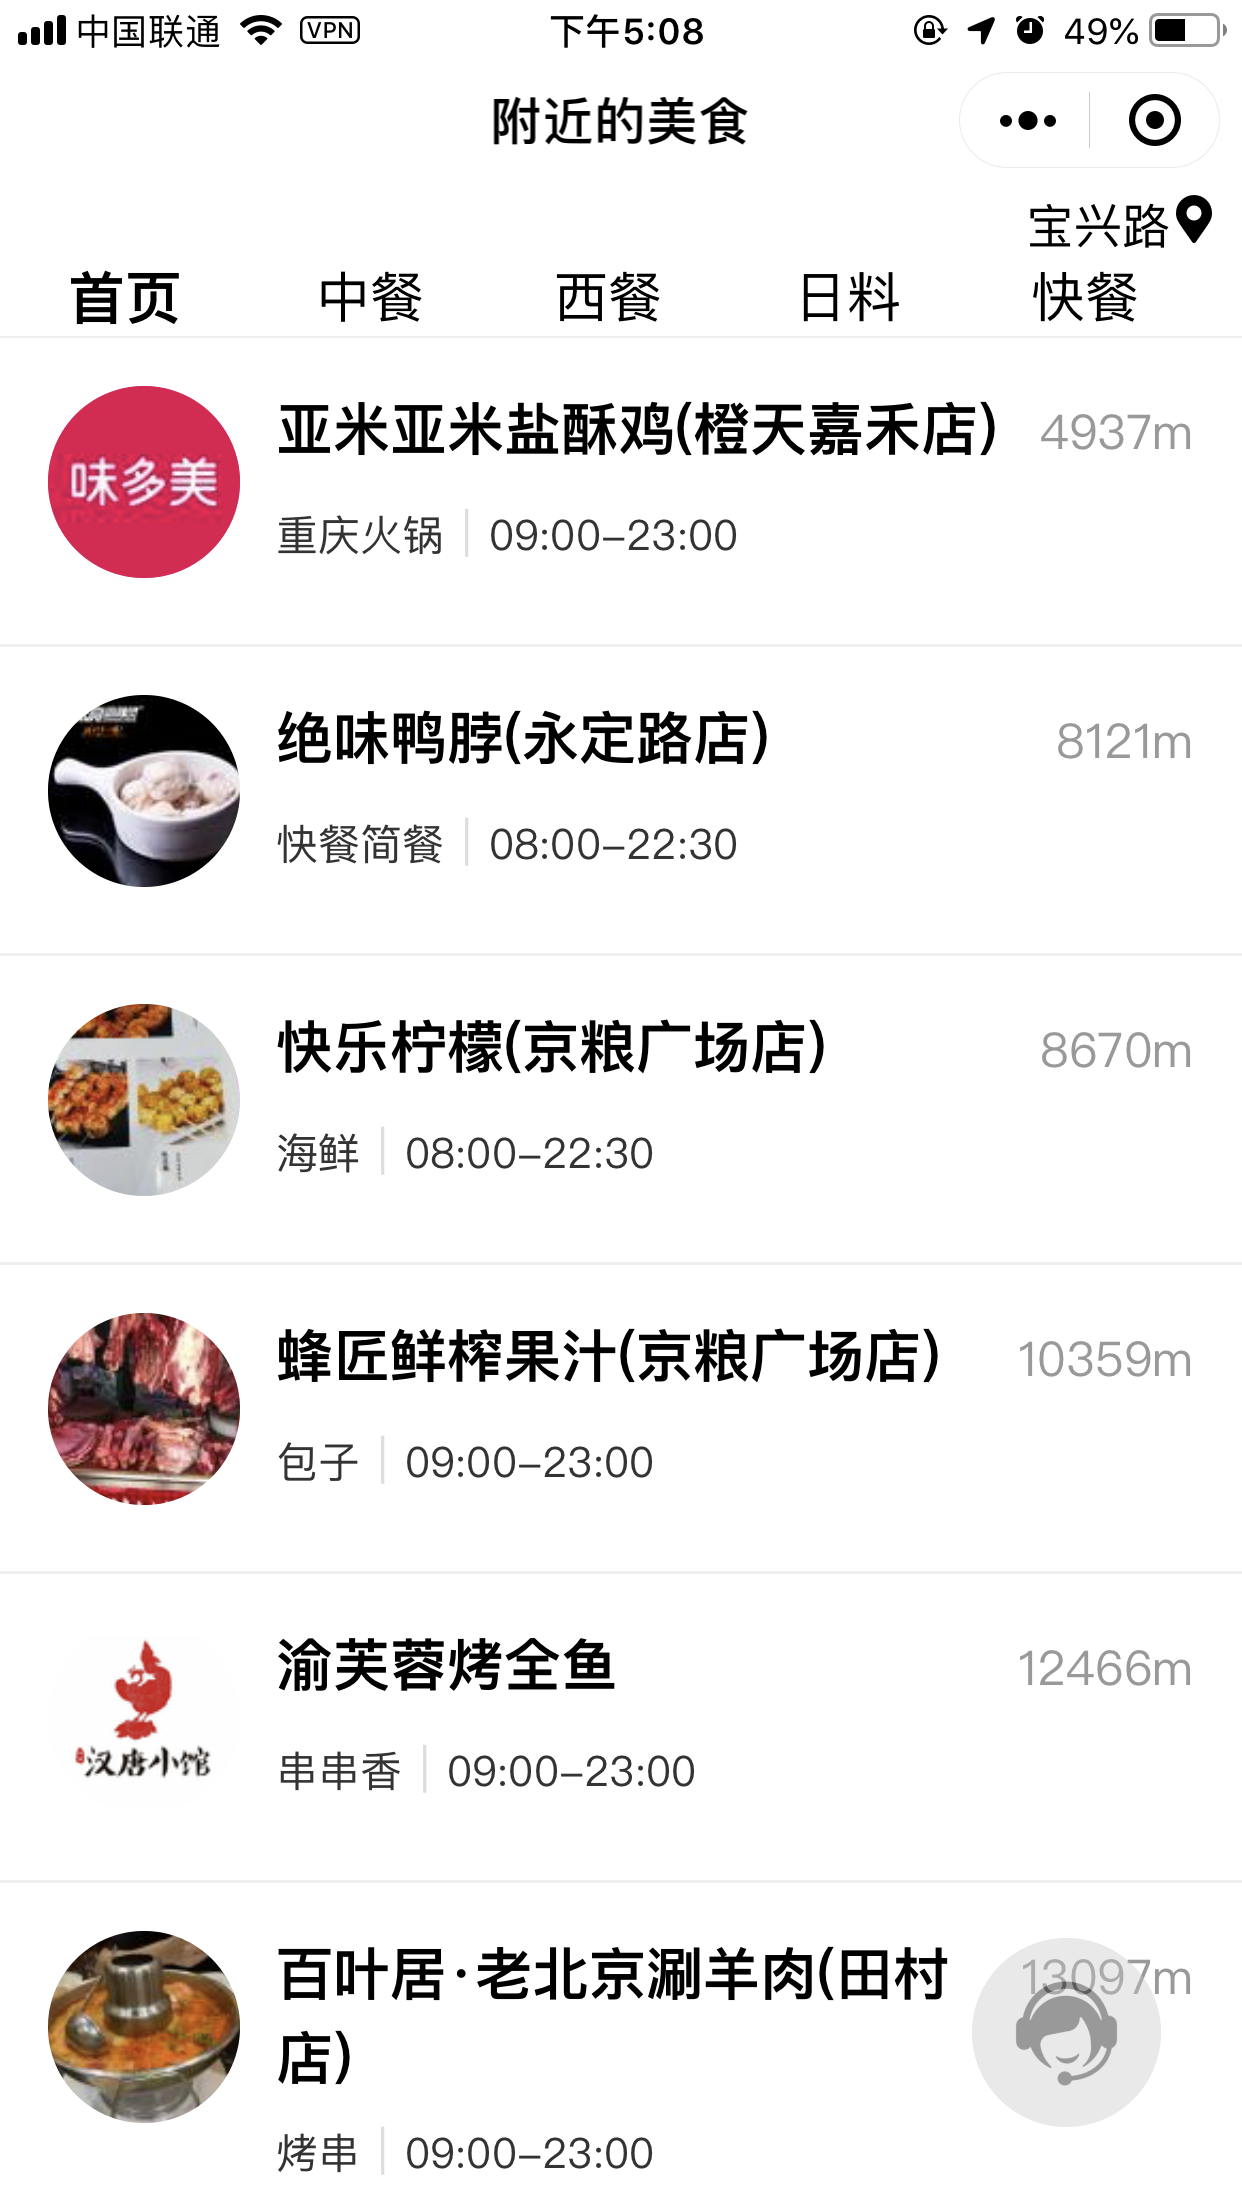 中国联通 VPN 下午5:08 49%
附近的美食
宝兴路
首页 中餐 西餐 日料 快餐
味多美
亚米亚米盐酥鸡(橙天嘉禾店) 4937m
重庆火锅 09:00-23:00
绝味鸭脖(永定路店) 8121m
快餐简餐 08:00-22:30
快乐柠檬(京粮广场店) 8670m
海鲜 08:00-22:30
蜂匠鲜榨果汁(京粮广场店) 10359m
包子 09:00-23:00
渝芙蓉烤全鱼 12466m
汉唐小馆
串串香 09:00-23:00
百叶居·老北京涮羊肉(田村 13097m
店)
烤串 09:00-23:00